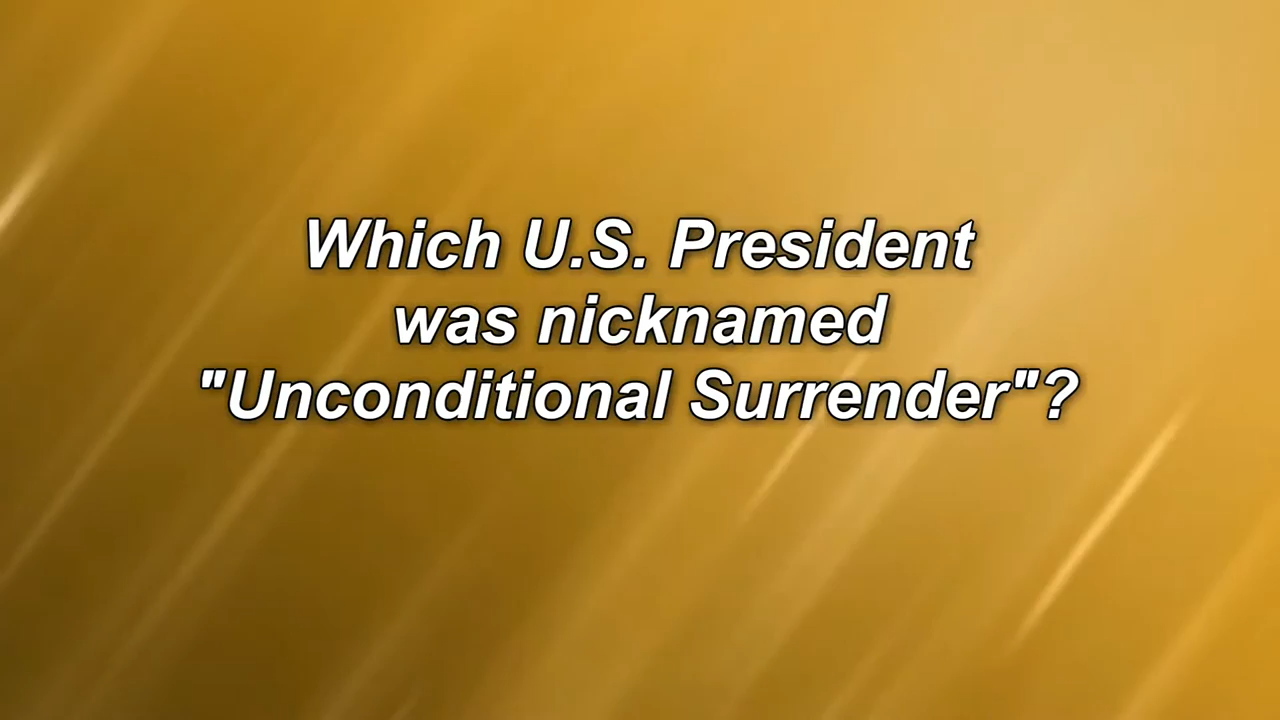 Which U.S. President
was nicknamed
"Unconditional Surrender"?